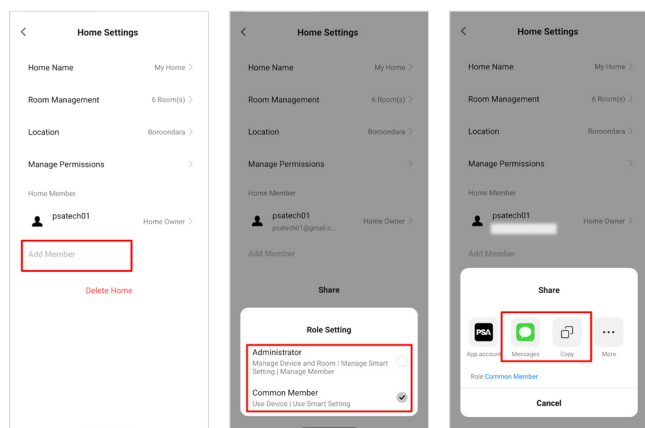 Home Settings
Home Name
My Home
Room Management
6 Room(s)
Location
Boroondara
Manage Permissions
Home Member
psatech01
Home Owner
Add Member
Delete Home
Home Settings
Home Name
My Home
Room Management
6 Room(s)
Location
Boroondara
Manage Permissions
Home Member
psatech01
psatech01@gmail.c...
Home Owner
Add Member
Share
Role Setting
Administrator
Manage Device and Room | Manage Smart
Setting | Manage Member
Common Member
Use Device | Use Smart Setting
Home Settings
Home Name
My Home
Room Management
6 Room(s)
Location
Boroondara
Manage Permissions
Home Member
psatech01
Home Owner
Add Member
Share
PSA
App account
Messages
Copy
More
Role:Common Member
Cancel